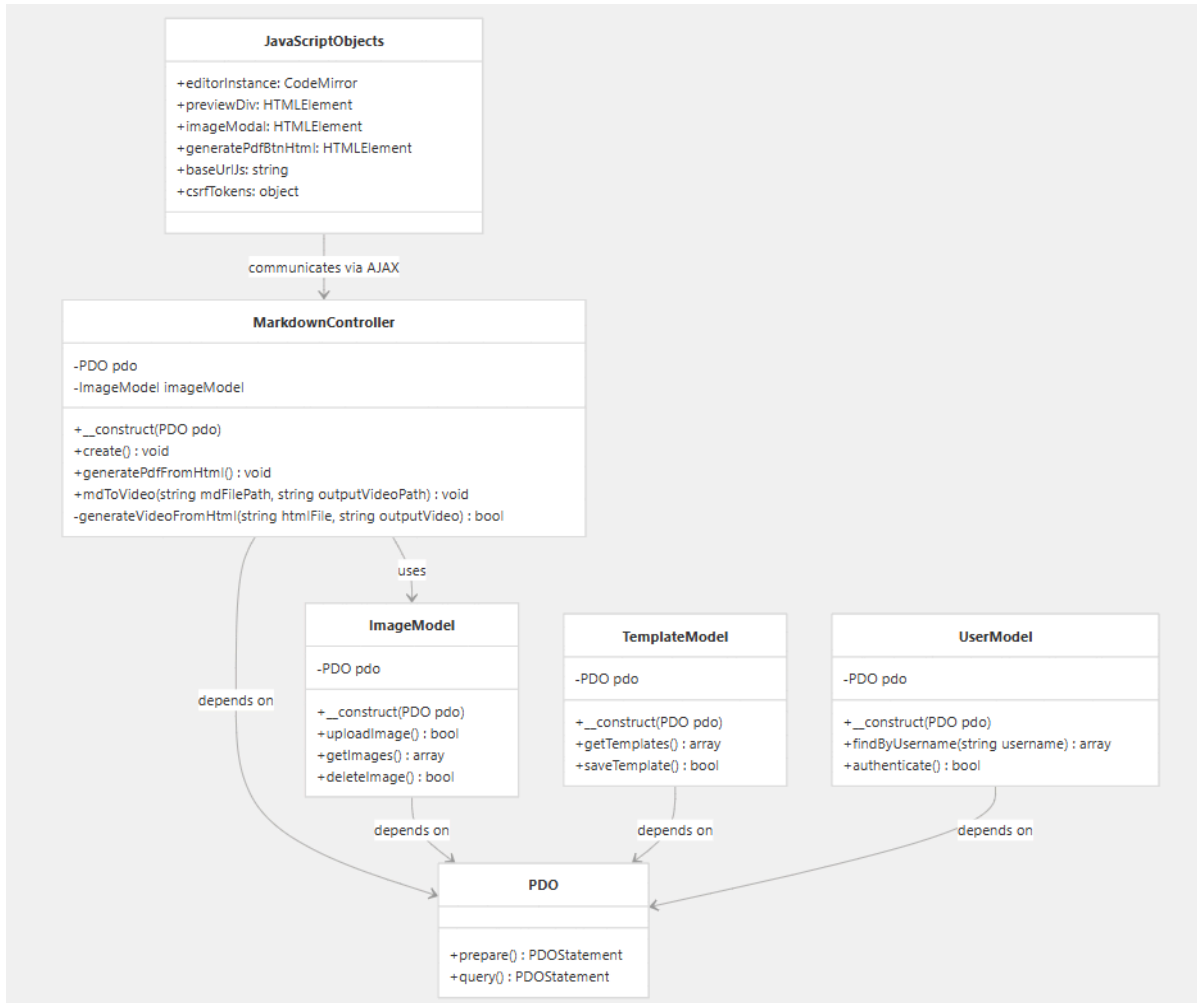 JavaScriptObjects
+editorInstance: CodeMirror
+previewDiv: HTMLElement
+imageModal: HTMLElement
+generatePdfBtnHtml: HTMLElement
+baseUrlJs: string
+csrfTokens: object
communicates via AJAX
MarkdownController
-PDO pdo
-ImageModel imageModel
+__construct(PDO pdo)
+create() : void
+generatePdfFromHtml() : void
+mdToVideo(string mdFilePath, string outputVideoPath) : void
-generateVideoFromHtml(string htmlFile, string outputVideo) : bool
uses
depends on
ImageModel
-PDO pdo
+__construct(PDO pdo)
+uploadImage() : bool
+getImages() : array
+deleteImage() : bool
depends on
TemplateModel
-PDO pdo
+__construct(PDO pdo)
+getTemplates() : array
+saveTemplate() : bool
depends on
UserModel
-PDO pdo
+__construct(PDO pdo)
+findByUsername(string username) : array
+authenticate() : bool
depends on
PDO
+prepare() : PDOStatement
+query() : PDOStatement